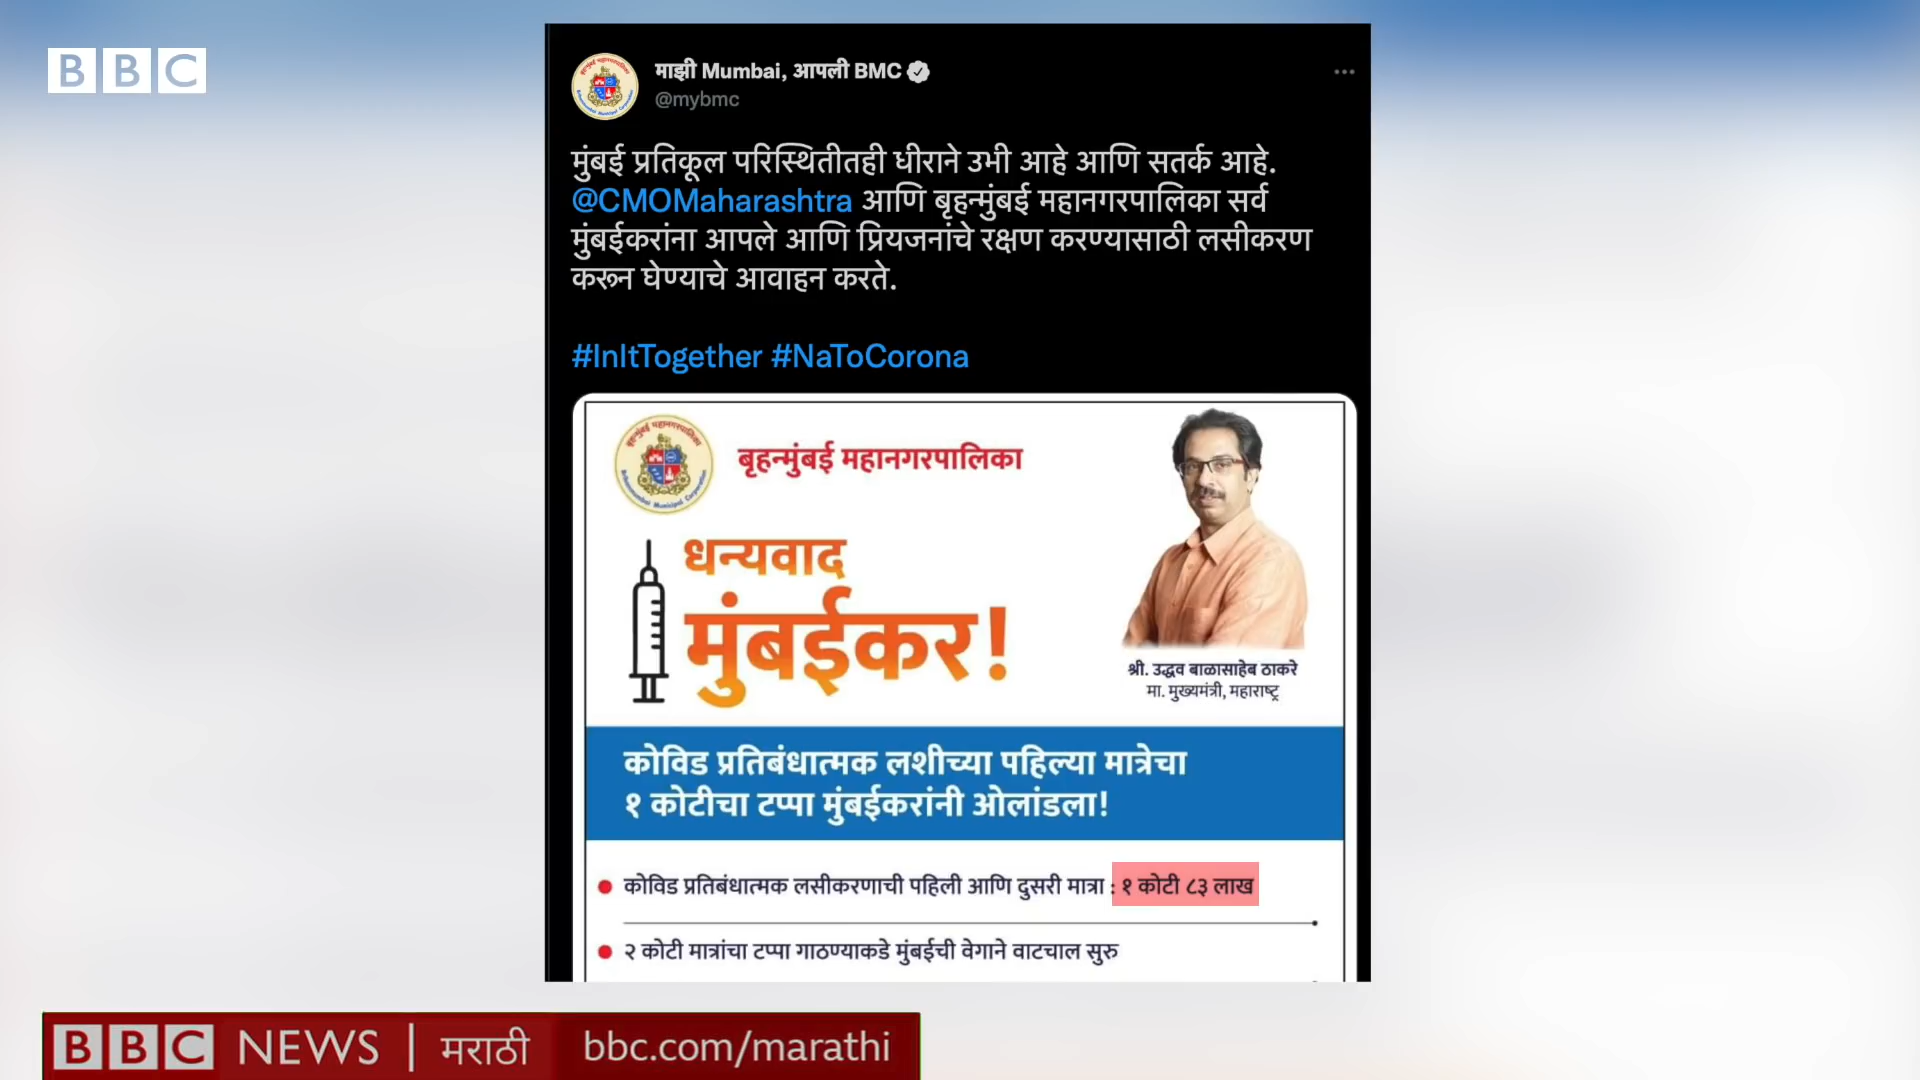 BBC
माझी Mumbai, आपली BMC
@mybmc
मुंबई प्रतिकूल परिस्थितीतही धीराने उभी आहे आणि सतर्क आहे.
@CMOMaharashtra आणि बृहन्मुंबई महानगरपालिका सर्व
मुंबईकरांना आपले आणि प्रियजनांचे रक्षण करण्यासाठी लसीकरण
करून घेण्याचे आवाहन करते.
#InItTogether #NaToCorona
बृहन्मुंबई महानगरपालिका
धन्यवाद
मुंबईकर!
श्री. उद्धव बाळासाहेब ठाकरे
मा. मुख्यमंत्री, महाराष्ट्र
कोविड प्रतिबंधात्मक लशीच्या पहिल्या मात्रेचा
१ कोटीचा टप्पा मुंबईकरांनी ओलांडला!
कोविड प्रतिबंधात्मक लसीकरणाची पहिली आणि दुसरी मात्रा : १ कोटी ८३ लाख
२ कोटी मात्रांचा टप्पा गाठण्याकडे मुंबईची वेगाने वाटचाल सुरु
BBC NEWS | मराठी bbc.com/marathi